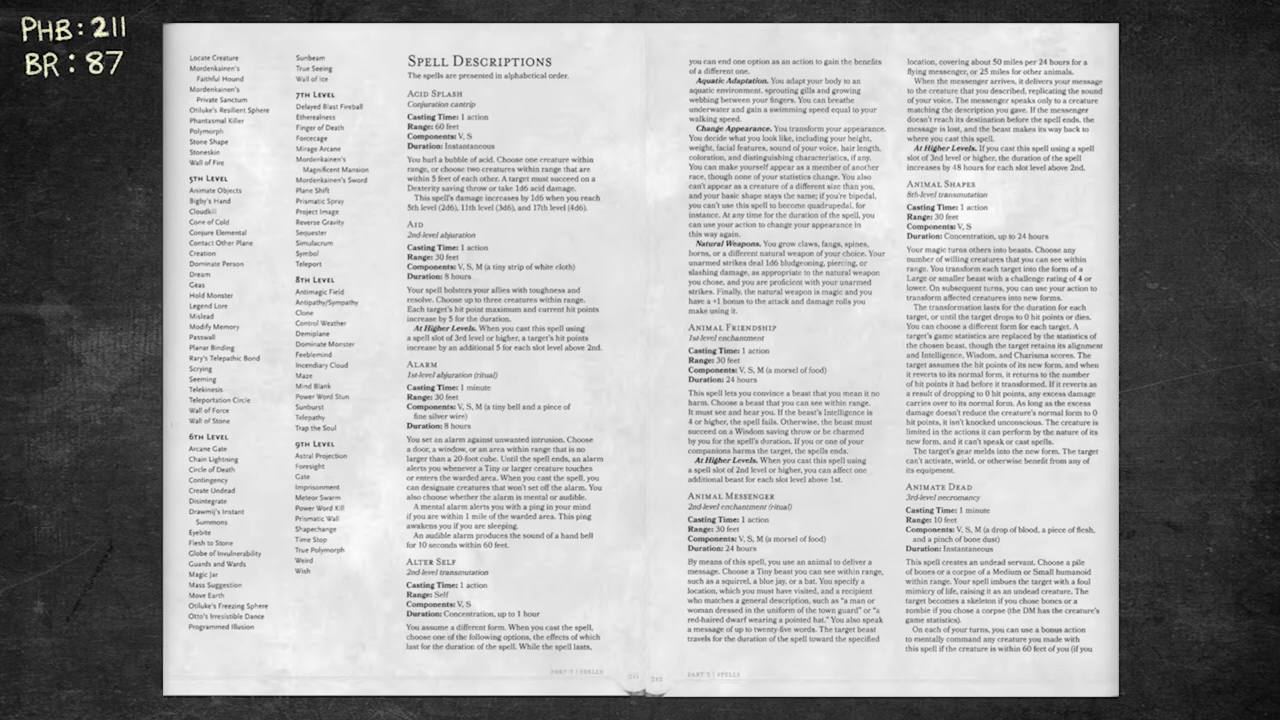 PHB: 211
BR: 87
Locate Creature
Mordenkainen's
Faithful Hound
Mordenkainen's
Private Sanctum
Otiluke's Resilient Sphere
Phantasmal Killer
Polymorph
Stone Shape
Stoneskin
Wall of Fire
5th Level
Animate Objects
Bigby's Hand
Cloudkill
Cone of Cold
Conjure Elemental
Contact Other Plane
Creation
Dominate Person
Dream
Geas
Hold Monster
Legend Lore
Mislead
Modify Memory
Passwall
Planar Binding
Rary's Telepathic Bond
Scrying
Seeming
Telekinesis
Teleportation Circle
Wall of Force
Wall of Stone
6th Level
Arcane Gate
Chain Lightning
Circle of Death
Contingency
Create Undead
Disintegrate
Drawmij's Instant
Summons
Eyebite
Flesh to Stone
Globe of Invulnerability
Guards and Wards
Magic Jar
Mass Suggestion
Move Earth
Otiluke's Freezing Sphere
Otto's Irresistible Dance
Programmed Illusion
Sunbeam
True Seeing
Wall of Ice
7th Level
Delayed Blast Fireball
Etherealness
Finger of Death
Forcecage
Mirage Arcane
Mordenkainen's
Magnificent Mansion
Mordenkainen's Sword
Plane Shift
Prismatic Spray
Project Image
Reverse Gravity
Sequester
Simulacrum
Symbol
Teleport
8th Level
Antimagic Field
Antipathy/Sympathy
Clone
Control Weather
Demiplane
Dominate Monster
Feeblemind
Incendiary Cloud
Maze
Mind Blank
Power Word Stun
Sunburst
Telepathy
Trap the Soul
9th Level
Astral Projection
Foresight
Gate
Imprisonment
Meteor Swarm
Power Word Kill
Prismatic Wall
Shapechange
Time Stop
True Polymorph
Weird
Wish
Spell Descriptions
The spells are presented in alphabetical order.
Acid Splash
Conjuration cantrip
Casting Time: 1 action
Range: 60 feet
Components: V, S
Duration: Instantaneous
You hurl a bubble of acid. Choose one creature within
range, or choose two creatures within range that are
within 5 feet of each other. A target must succeed on a
Dexterity saving throw or take 1d6 acid damage.
This spell's damage increases by 1d6 when you reach
5th level (2d6), 11th level (3d6), and 17th level (4d6).
Aid
2nd-level abjuration
Casting Time: 1 action
Range: 30 feet
Components: V, S, M (a tiny strip of white cloth)
Duration: 8 hours
Your spell bolsters your allies with toughness and
resolve. Choose up to three creatures within range.
Each target's hit point maximum and current hit points
increase by 5 for the duration.
At Higher Levels. When you cast this spell using
a spell slot of 3rd level or higher, a target's hit points
increase by an additional 5 for each slot level above 2nd.
Alarm
1st-level abjuration (ritual)
Casting Time: 1 minute
Range: 30 feet
Components: V, S, M (a tiny bell and a piece of
fine silver wire)
Duration: 8 hours
You set an alarm against unwanted intrusion. Choose
a door, a window, or an area within range that is no
larger than a 20-foot cube. Until the spell ends, an alarm
alerts you whenever a Tiny or larger creature touches
or enters the warded area. When you cast the spell, you
can designate creatures that won't set off the alarm. You
also choose whether the alarm is mental or audible.
A mental alarm alerts you with a ping in your mind
if you are within 1 mile of the warded area. This ping
awakens you if you are sleeping.
An audible alarm produces the sound of a hand bell
for 10 seconds within 60 feet.
Alter Self
2nd-level transmutation
Casting Time: 1 action
Range: Self
Components: V, S
Duration: Concentration, up to 1 hour
You assume a different form. When you cast the spell,
choose one of the following options, the effects of which
last for the duration of the spell. While the spell lasts,
PART 3 | SPELLS
211
you can end one option as an action to gain the benefits
of a different one.
Aquatic Adaptation. You adapt your body to an
aquatic environment, sprouting gills and growing
webbing between your fingers. You can breathe
underwater and gain a swimming speed equal to your
walking speed.
Change Appearance. You transform your appearance.
You decide what you look like, including your height,
weight, facial features, sound of your voice, hair length,
coloration, and distinguishing characteristics, if any.
You can make yourself appear as a member of another
race, though none of your statistics change. You also
can't appear as a creature of a different size than you,
and your basic shape stays the same; if you're bipedal,
you can't use this spell to become quadrupedal, for
instance. At any time for the duration of the spell, you
can use your action to change your appearance in
this way again.
Natural Weapons. You grow claws, fangs, spines,
horns, or a different natural weapon of your choice. Your
unarmed strikes deal 1d6 bludgeoning, piercing, or
slashing damage, as appropriate to the natural weapon
you chose, and you are proficient with your unarmed
strikes. Finally, the natural weapon is magic and you
have a +1 bonus to the attack and damage rolls you
make using it.
Animal Friendship
1st-level enchantment
Casting Time: 1 action
Range: 30 feet
Components: V, S, M (a morsel of food)
Duration: 24 hours
This spell lets you convince a beast that you mean it no
harm. Choose a beast that you can see within range.
It must see and hear you. If the beast's Intelligence is
4 or higher, the spell fails. Otherwise, the beast must
succeed on a Wisdom saving throw or be charmed
by you for the spell's duration. If you or one of your
companions harms the target, the spells ends.
At Higher Levels. When you cast this spell using
a spell slot of 2nd level or higher, you can affect one
additional beast for each slot level above 1st.
Animal Messenger
2nd-level enchantment (ritual)
Casting Time: 1 action
Range: 30 feet
Components: V, S, M (a morsel of food)
Duration: 24 hours
By means of this spell, you use an animal to deliver a
message. Choose a Tiny beast you can see within range,
such as a squirrel, a blue jay, or a bat. You specify a
location, which you must have visited, and a recipient
who matches a general description, such as "a man or
woman dressed in the uniform of the town guard" or "a
red-haired dwarf wearing a pointed hat." You also speak
a message of up to twenty-five words. The target beast
travels for the duration of the spell toward the specified
212
PART 3 | SPELLS
location, covering about 50 miles per 24 hours for a
flying messenger, or 25 miles for other animals.
When the messenger arrives, it delivers your message
to the creature that you described, replicating the sound
of your voice. The messenger speaks only to a creature
matching the description you gave. If the messenger
doesn't reach its destination before the spell ends, the
message is lost, and the beast makes its way back to
where you cast this spell.
At Higher Levels. If you cast this spell using a spell
slot of 3nd level or higher, the duration of the spell
increases by 48 hours for each slot level above 2nd.
Animal Shapes
8th-level transmutation
Casting Time: 1 action
Range: 30 feet
Components: V, S
Duration: Concentration, up to 24 hours
Your magic turns others into beasts. Choose any
number of willing creatures that you can see within
range. You transform each target into the form of a
Large or smaller beast with a challenge rating of 4 or
lower. On subsequent turns, you can use your action to
transform affected creatures into new forms.
The transformation lasts for the duration for each
target, or until the target drops to 0 hit points or dies.
You can choose a different form for each target. A
target's game statistics are replaced by the statistics of
the chosen beast, though the target retains its alignment
and Intelligence, Wisdom, and Charisma scores. The
target assumes the hit points of its new form, and when
it reverts to its normal form, it returns to the number
of hit points it had before it transformed. If it reverts as
a result of dropping to 0 hit points, any excess damage
carries over to its normal form. As long as the excess
damage doesn't reduce the creature's normal form to 0
hit points, it isn't knocked unconscious. The creature is
limited in the actions it can perform by the nature of its
new form, and it can't speak or cast spells.
The target's gear melds into the new form. The target
can't activate, wield, or otherwise benefit from any of
its equipment.
Animate Dead
3rd-level necromancy
Casting Time: 1 minute
Range: 10 feet
Components: V, S, M (a drop of blood, a piece of flesh,
and a pinch of bone dust)
Duration: Instantaneous
This spell creates an undead servant. Choose a pile
of bones or a corpse of a Medium or Small humanoid
within range. Your spell imbues the target with a foul
mimicry of life, raising it as an undead creature. The
target becomes a skeleton if you chose bones or a
zombie if you chose a corpse (the DM has the creature's
game statistics).
On each of your turns, you can use a bonus action
to mentally command any creature you made with
this spell if the creature is within 60 feet of you (if you